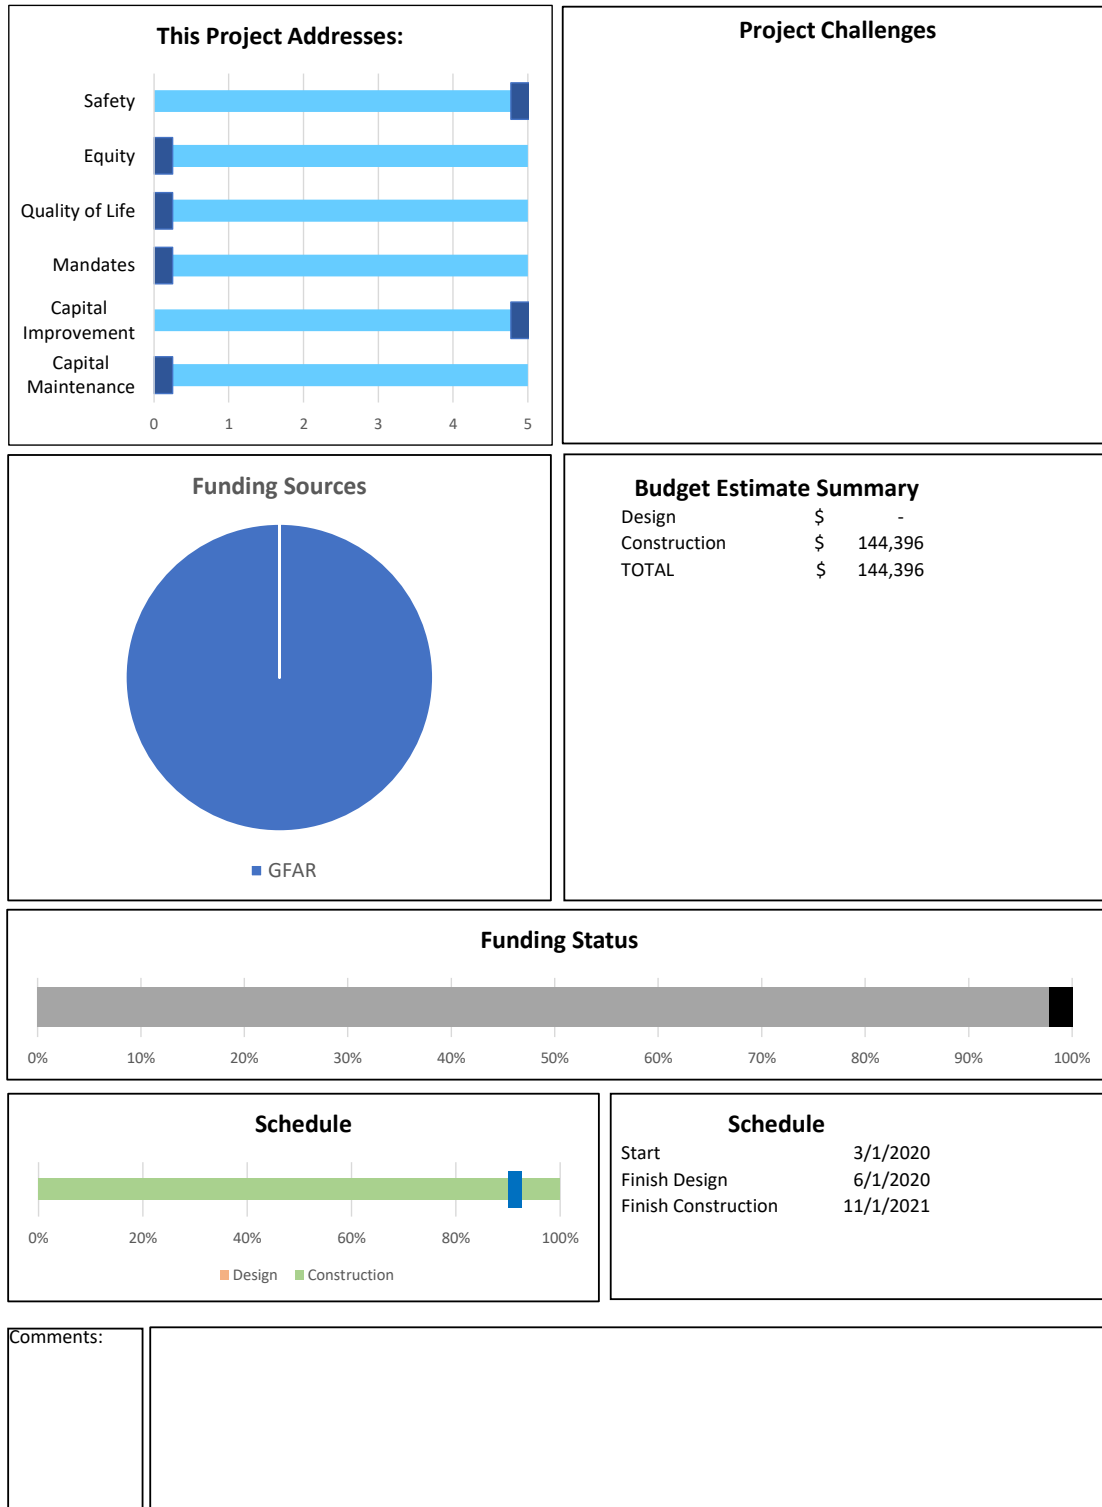 This Project Addresses:
Safety
Equity
Quality of Life
Mandates
Capital
Improvement
Capital
Maintenance
0 1 2 3 4 5
Project Challenges
Funding Sources
GFAR
Budget Estimate Summary
Design $ -
Construction $ 144,396
TOTAL $ 144,396
Funding Status
0% 10% 20% 30% 40% 50% 60% 70% 80% 90% 100%
Schedule
0% 20% 40% 60% 80% 100%
Design Construction
Schedule
Start 3/1/2020
Finish Design 6/1/2020
Finish Construction 11/1/2021
Comments: